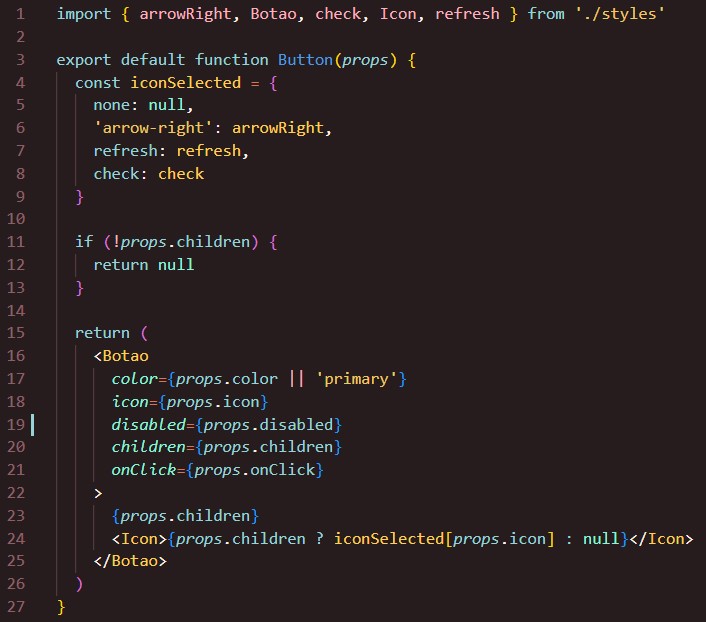 1 import { arrowRight, Botao, check, Icon, refresh } from './styles'
2
3 export default function Button(props) {
4   const iconSelected = {
5     none: null,
6     'arrow-right': arrowRight,
7     refresh: refresh,
8     check: check
9   }
10
11   if (!props.children) {
12     return null
13   }
14
15   return (
16     <Botao
17       color={props.color || 'primary'}
18       icon={props.icon}
19       disabled={props.disabled}
20       children={props.children}
21       onClick={props.onClick}
22     >
23       {props.children}
24       <Icon>{props.children ? iconSelected[props.icon] : null}</Icon>
25     </Botao>
26   )
27 }